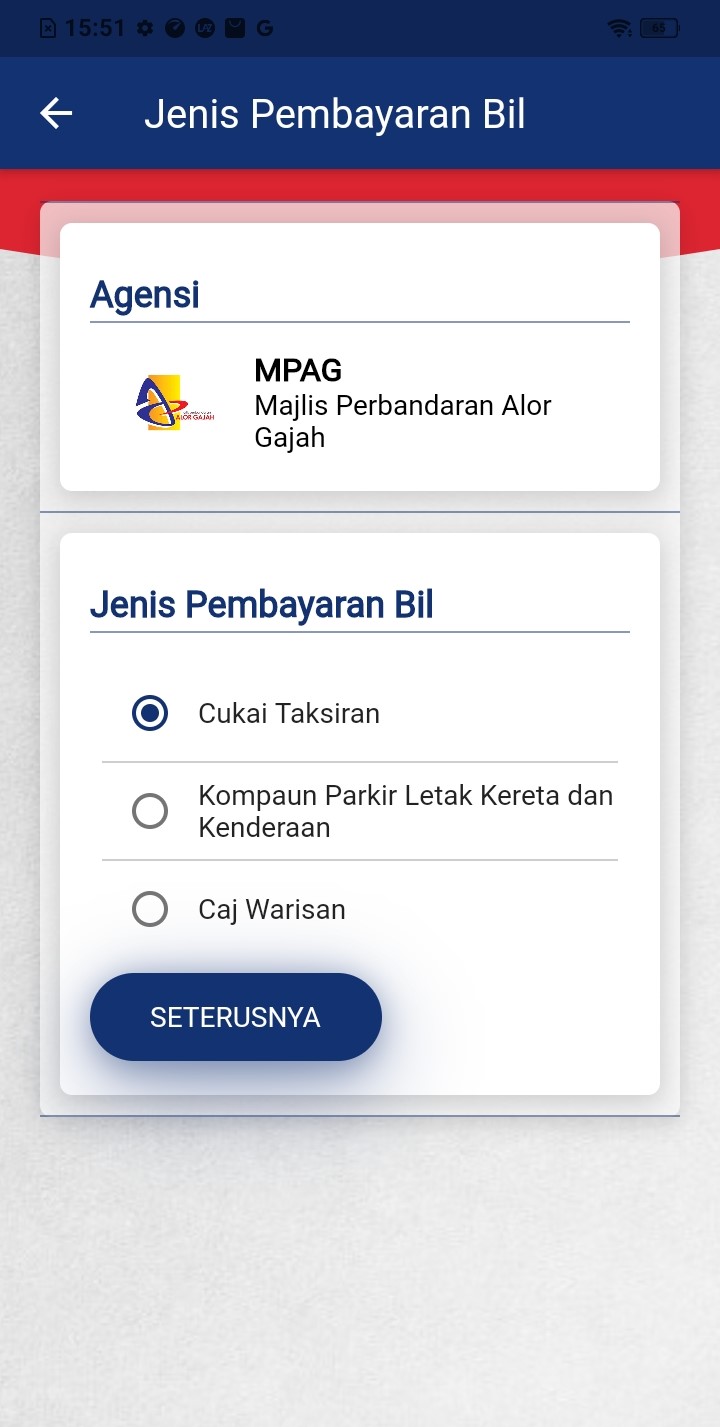 15:51
65
Jenis Pembayaran Bil
Agensi
MPAG
Majlis Perbandaran Alor
Gajah
ALOR GAJAH
Jenis Pembayaran Bil
Cukai Taksiran
Kompaun Parkir Letak Kereta dan
Kenderaan
Caj Warisan
SETERUSNYA